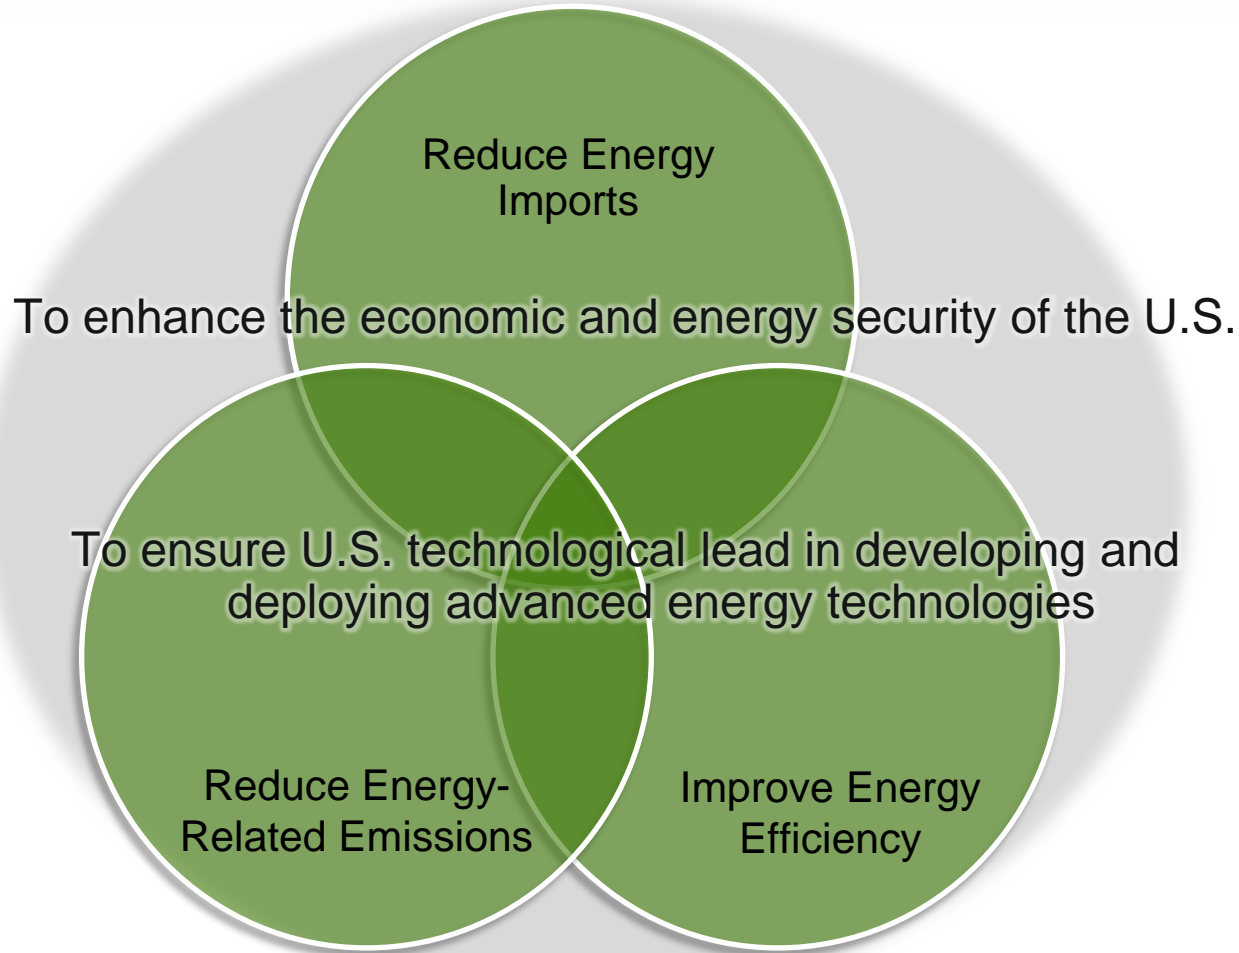 Reduce Energy
Imports
To enhance the economic and energy security of the U.S.
To ensure U.S. technological lead in developing and
deploying advanced energy technologies
Reduce Energy-
Related Emissions
Improve Energy
Efficiency